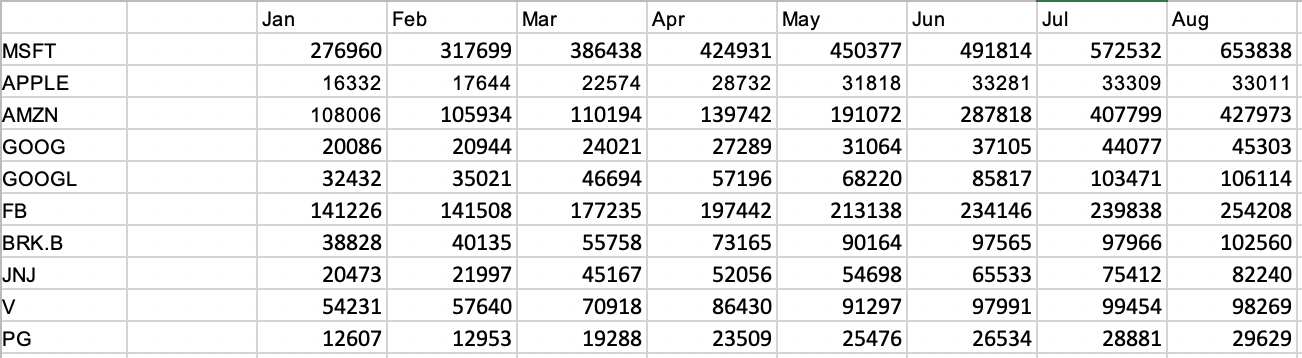 Jan Feb Mar Apr May Jun Jul Aug
MSFT 276960 317699 386438 424931 450377 491814 572532 653838
APPLE 16332 17644 22574 28732 31818 33281 33309 33011
AMZN 108006 105934 110194 139742 191072 287818 407799 427973
GOOG 20086 20944 24021 27289 31064 37105 44077 45303
GOOGL 32432 35021 46694 57196 68220 85817 103471 106114
FB 141226 141508 177235 197442 213138 234146 239838 254208
BRK.B 38828 40135 55758 73165 90164 97565 97966 102560
JNJ 20473 21997 45167 52056 54698 65533 75412 82240
V 54231 57640 70918 86430 91297 97991 99454 98269
PG 12607 12953 19288 23509 25476 26534 28881 29629